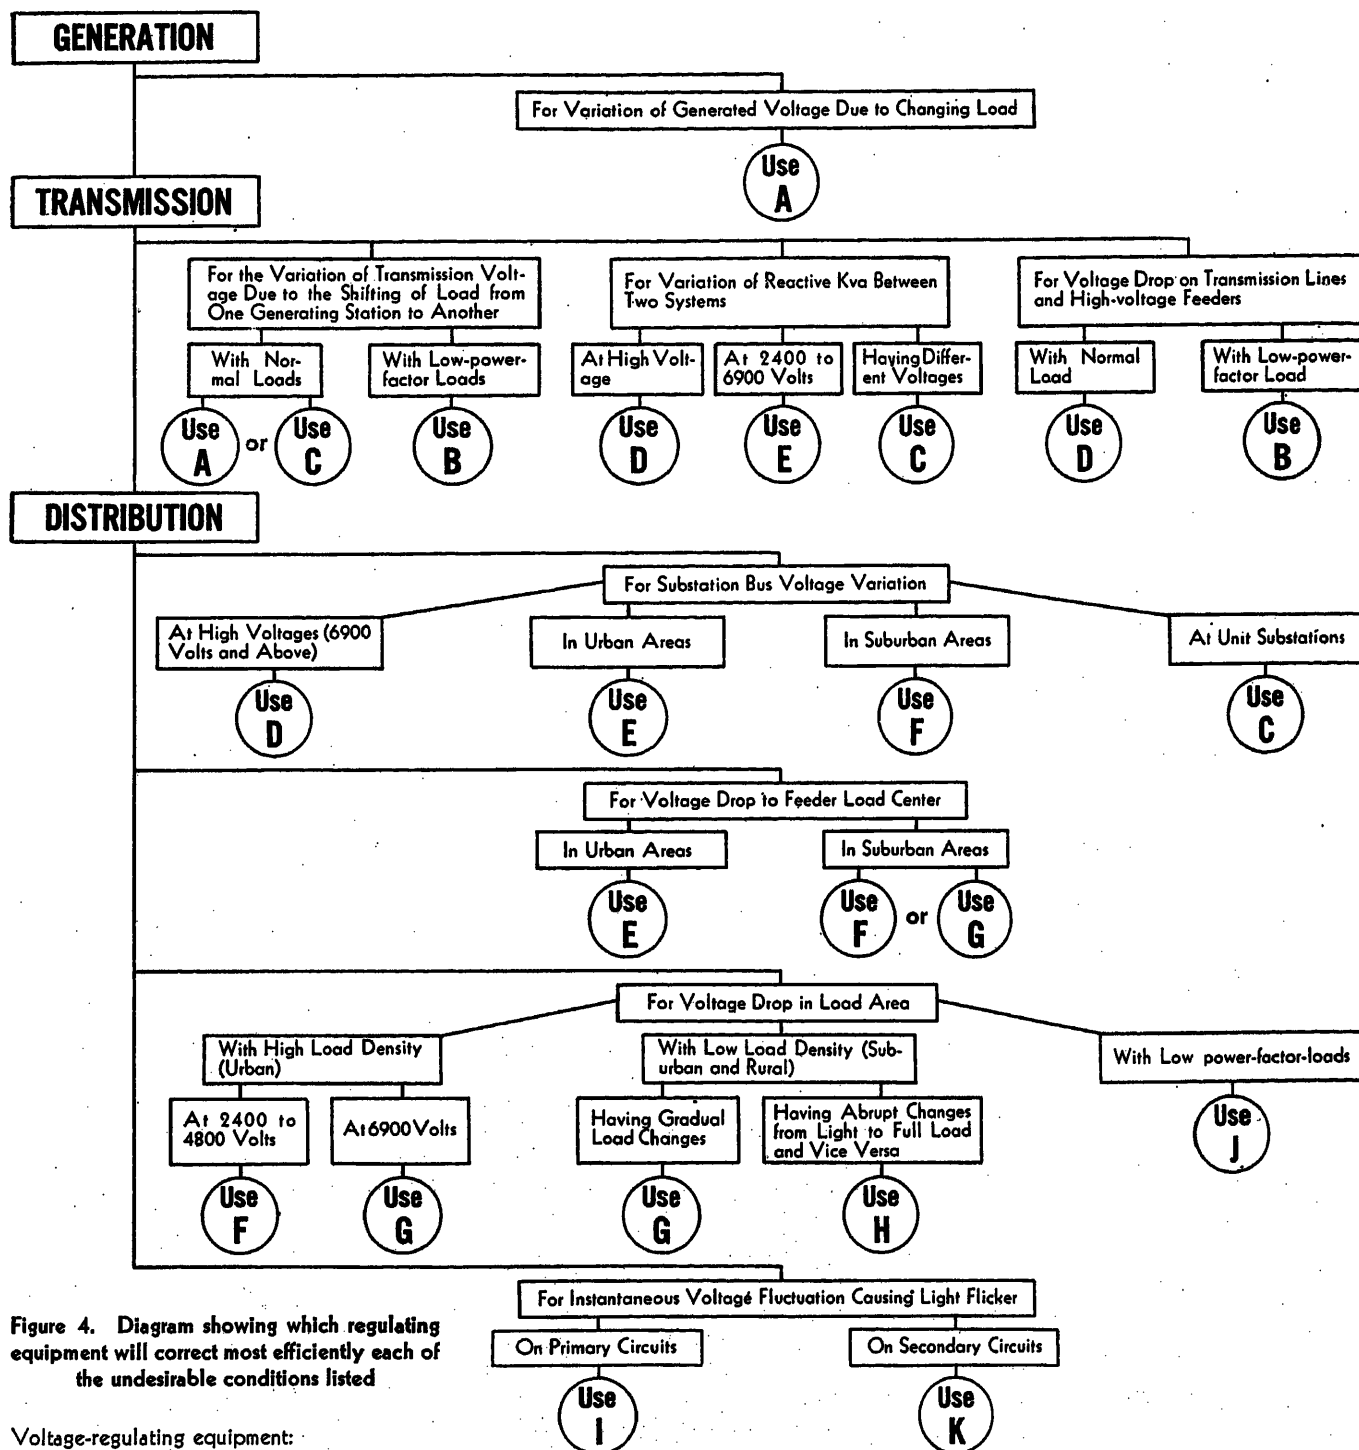 GENERATION
For Variation of Generated Voltage Due to Changing Load
Use
A
TRANSMISSION
For the Variation of Transmission Volt-
age Due to the Shifting of Load from
One Generating Station to Another
With Nor-
mal Loads
Use
A
or
Use
C
With Low-power-
factor Loads
Use
B
For Variation of Reactive Kva Between
Two Systems
At High Volt-
age
Use
D
At 2400 to
6900 Volts
Use
E
Having Differ-
ent Voltages
Use
C
For Voltage Drop on Transmission Lines
and High-voltage Feeders
With Normal
Load
Use
D
With Low-power-
factor Load
Use
B
DISTRIBUTION
For Substation Bus Voltage Variation
At High Voltages (6900
Volts and Above)
Use
D
In Urban Areas
Use
E
In Suburban Areas
Use
F
At Unit Substations
Use
C
For Voltage Drop to Feeder Load Center
In Urban Areas
Use
E
In Suburban Areas
Use
F
or
Use
G
For Voltage Drop in Load Area
With High Load Density
(Urban)
At 2400 to
4800 Volts
Use
F
At 6900 Volts
Use
G
With Low Load Density (Sub-
urban and Rural)
Having Gradual
Load Changes
Use
G
Having Abrupt Changes
from Light to Full Load
and Vice Versa
Use
H
With Low power-factor-loads
Use
J
For Instantaneous Voltage Fluctuation Causing Light Flicker
On Primary Circuits
Use
I
On Secondary Circuits
Use
K
Figure 4. Diagram showing which regulating
equipment will correct most efficiently each of
the undesirable conditions listed
Voltage-regulating equipment: